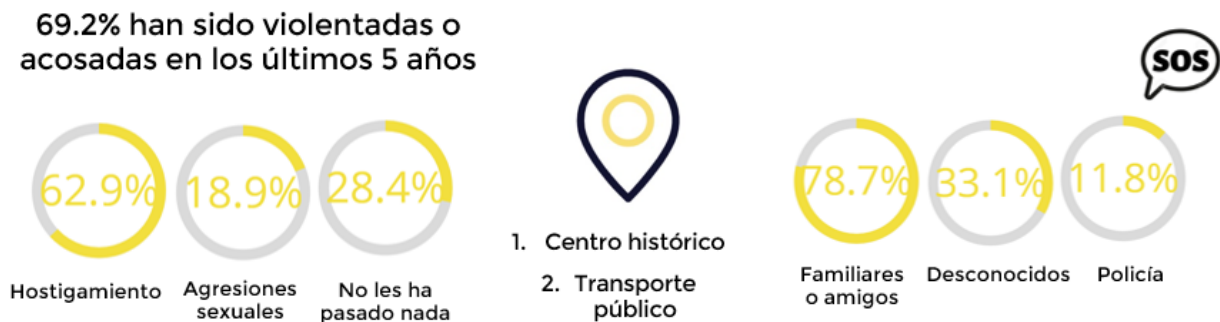 69.2% han sido violentadas o
acosadas en los últimos 5 años
62.9%
Hostigamiento
18.9%
Agresiones
sexuales
28.4%
No les ha
pasado nada
1. Centro histórico
2. Transporte
público
SOS
78.7%
Familiares
o amigos
33.1%
Desconocidos
11.8%
Policía